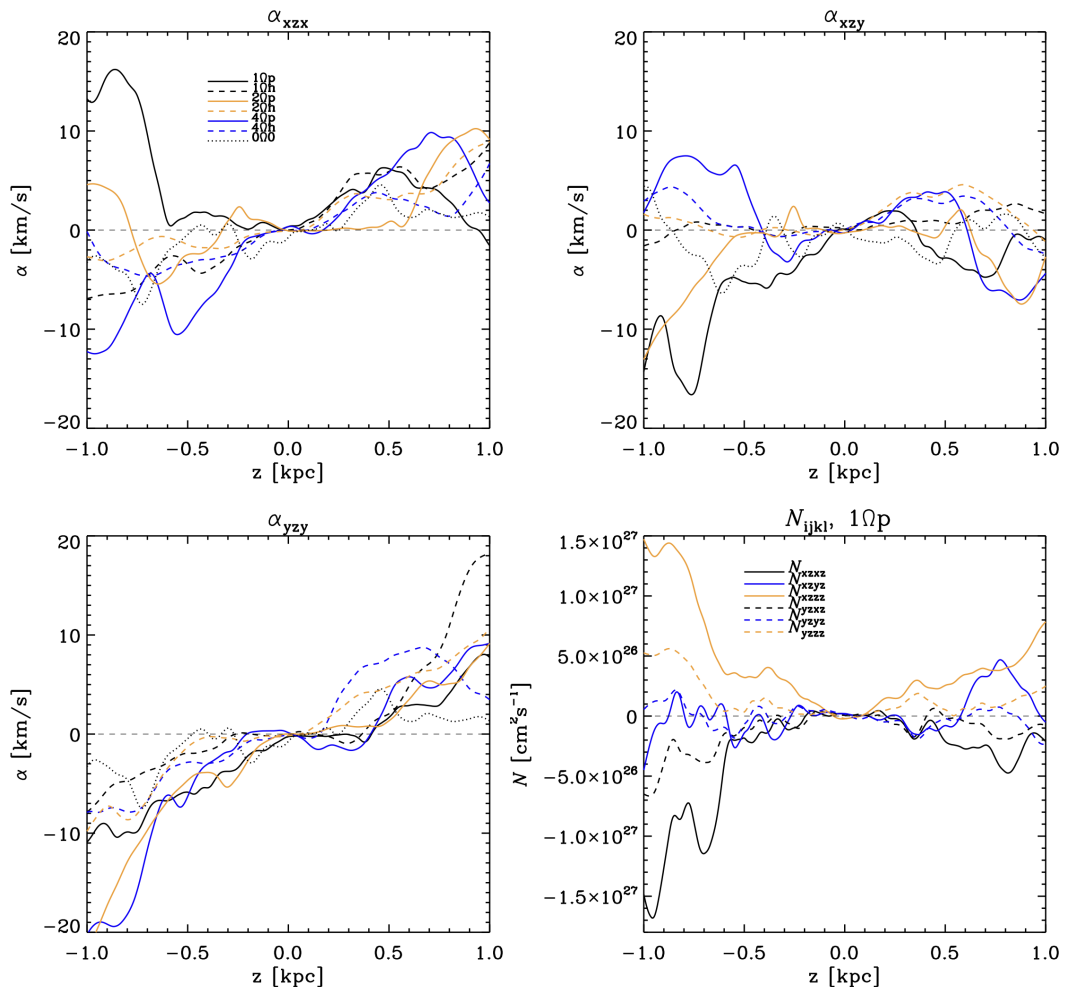 α_xzx
20
10
0
−10
−20
α [km/s]
1Ωp
1Ωh
2Ωp
2Ωh
4Ωp
4Ωh
0Ω0
−1.0 −0.5 0.0 0.5 1.0
z [kpc]
α_xzy
20
10
0
−10
−20
α [km/s]
−1.0 −0.5 0.0 0.5 1.0
z [kpc]
α_yzy
20
10
0
−10
−20
α [km/s]
−1.0 −0.5 0.0 0.5 1.0
z [kpc]
N_ijkl, 1Ωp
1.5×10^27
1.0×10^27
5.0×10^26
0
−5.0×10^26
−1.0×10^27
−1.5×10^27
N [cm^2s^−1]
N_xzxz
N_xzyz
N_xzzz
N_yzxz
N_yzyz
N_yzzz
−1.0 −0.5 0.0 0.5 1.0
z [kpc]